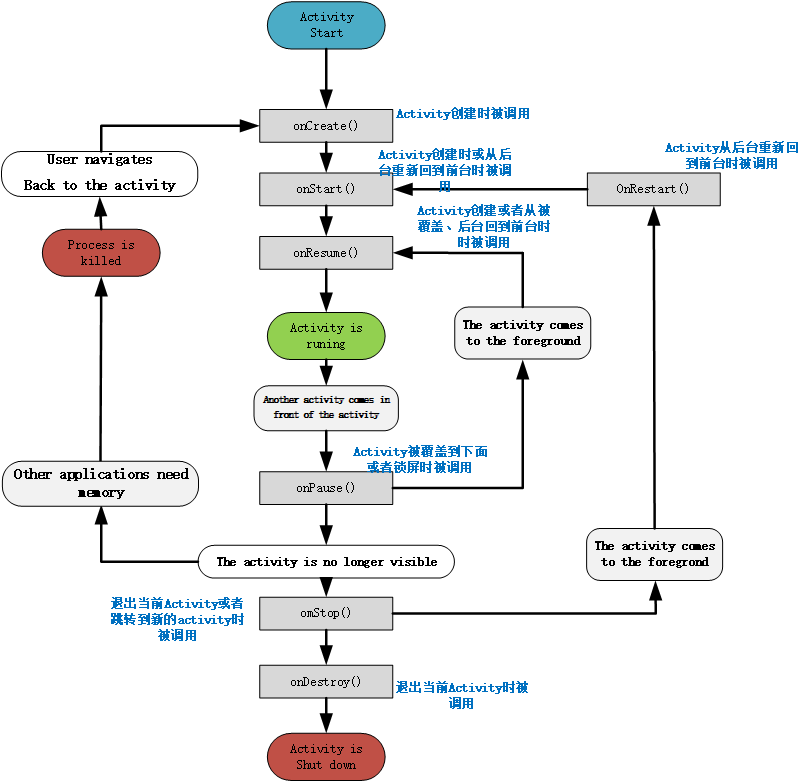 Activity
Start
onCreate()
Activity创建时被调用
User navigates
Back to the activity
Activity创建时或从后
台重新回到前台时被调
用
onStart()
Activity从后台重新回
到前台时被调用
OnRestart()
Activity创建或者从被
覆盖、后台回到前台时
时被调用
onResume()
Process is
killed
Activity is
runing
The activity comes
to the foreground
Another activity comes in
front of the activity
Activity被覆盖到下面
或者锁屏时被调用
onPause()
Other applications need
memory
The activity is no longer visible
The activity comes
to the foregrond
退出当前Activity或者
跳转到新的activity时
被调用
omStop()
onDestroy()
退出当前Activity时被
调用
Activity is
Shut down